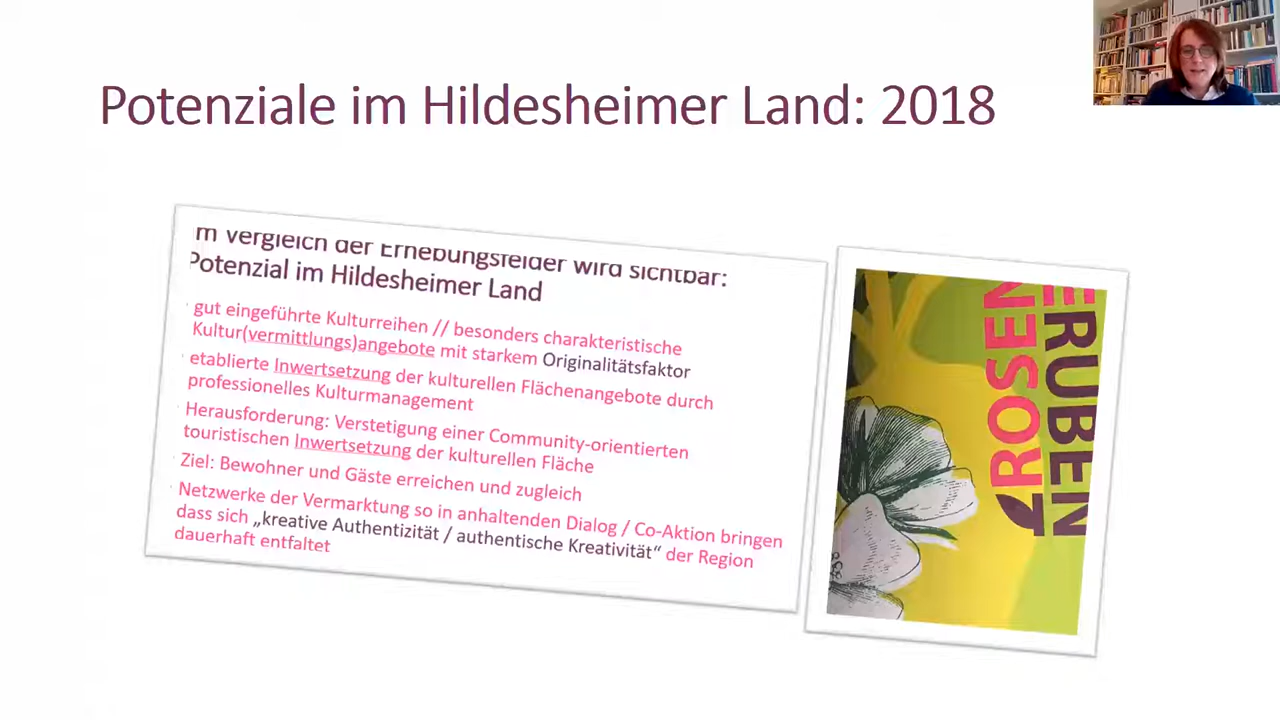 Potenziale im Hildesheimer Land: 2018
m Vergleich der Erhebungsfelder wird sichtbar:
Potenzial im Hildesheimer Land
gut eingeführte Kulturreihen // besonders charakteristische
Kultur(vermittlungs)angebote mit starkem Originalitätsfaktor
etablierte Inwertsetzung der kulturellen Flächenangebote durch
professionelles Kulturmanagement
Herausforderung: Verstetigung einer Community-orientierten
touristischen Inwertsetzung der kulturellen Fläche
Ziel: Bewohner und Gäste erreichen und zugleich
Netzwerke der Vermarktung so in anhaltenden Dialog / Co-Aktion bringen
dass sich „kreative Authentizität / authentische Kreativität“ der Region
dauerhaft entfaltet
ROSEN
ERUBEN